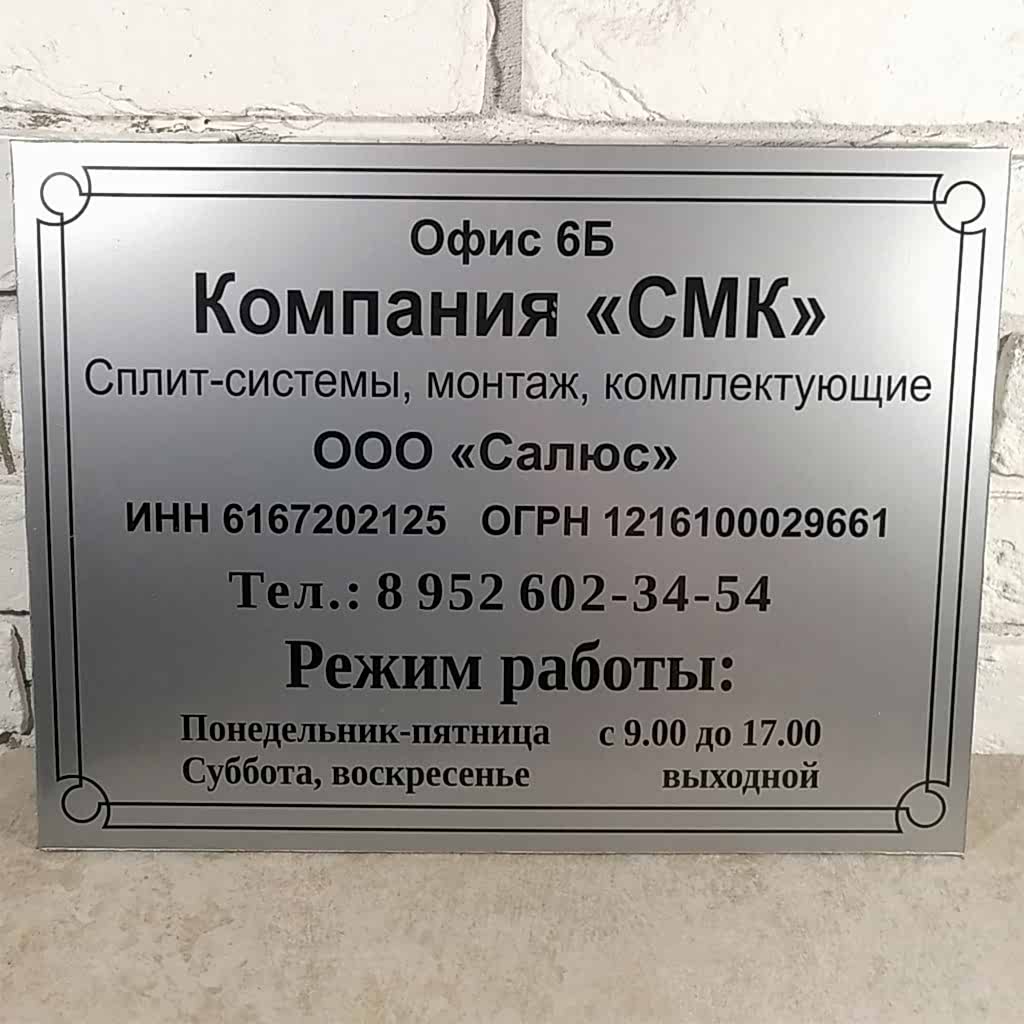 Офис 6Б
Компания «СМК»
Сплит-системы, монтаж, комплектующие
ООО «Салюс»
ИНН 6167202125 ОГРН 1216100029661
Тел.: 8 952 602-34-54
Режим работы:
Понедельник-пятница с 9.00 до 17.00
Суббота, воскресенье выходной